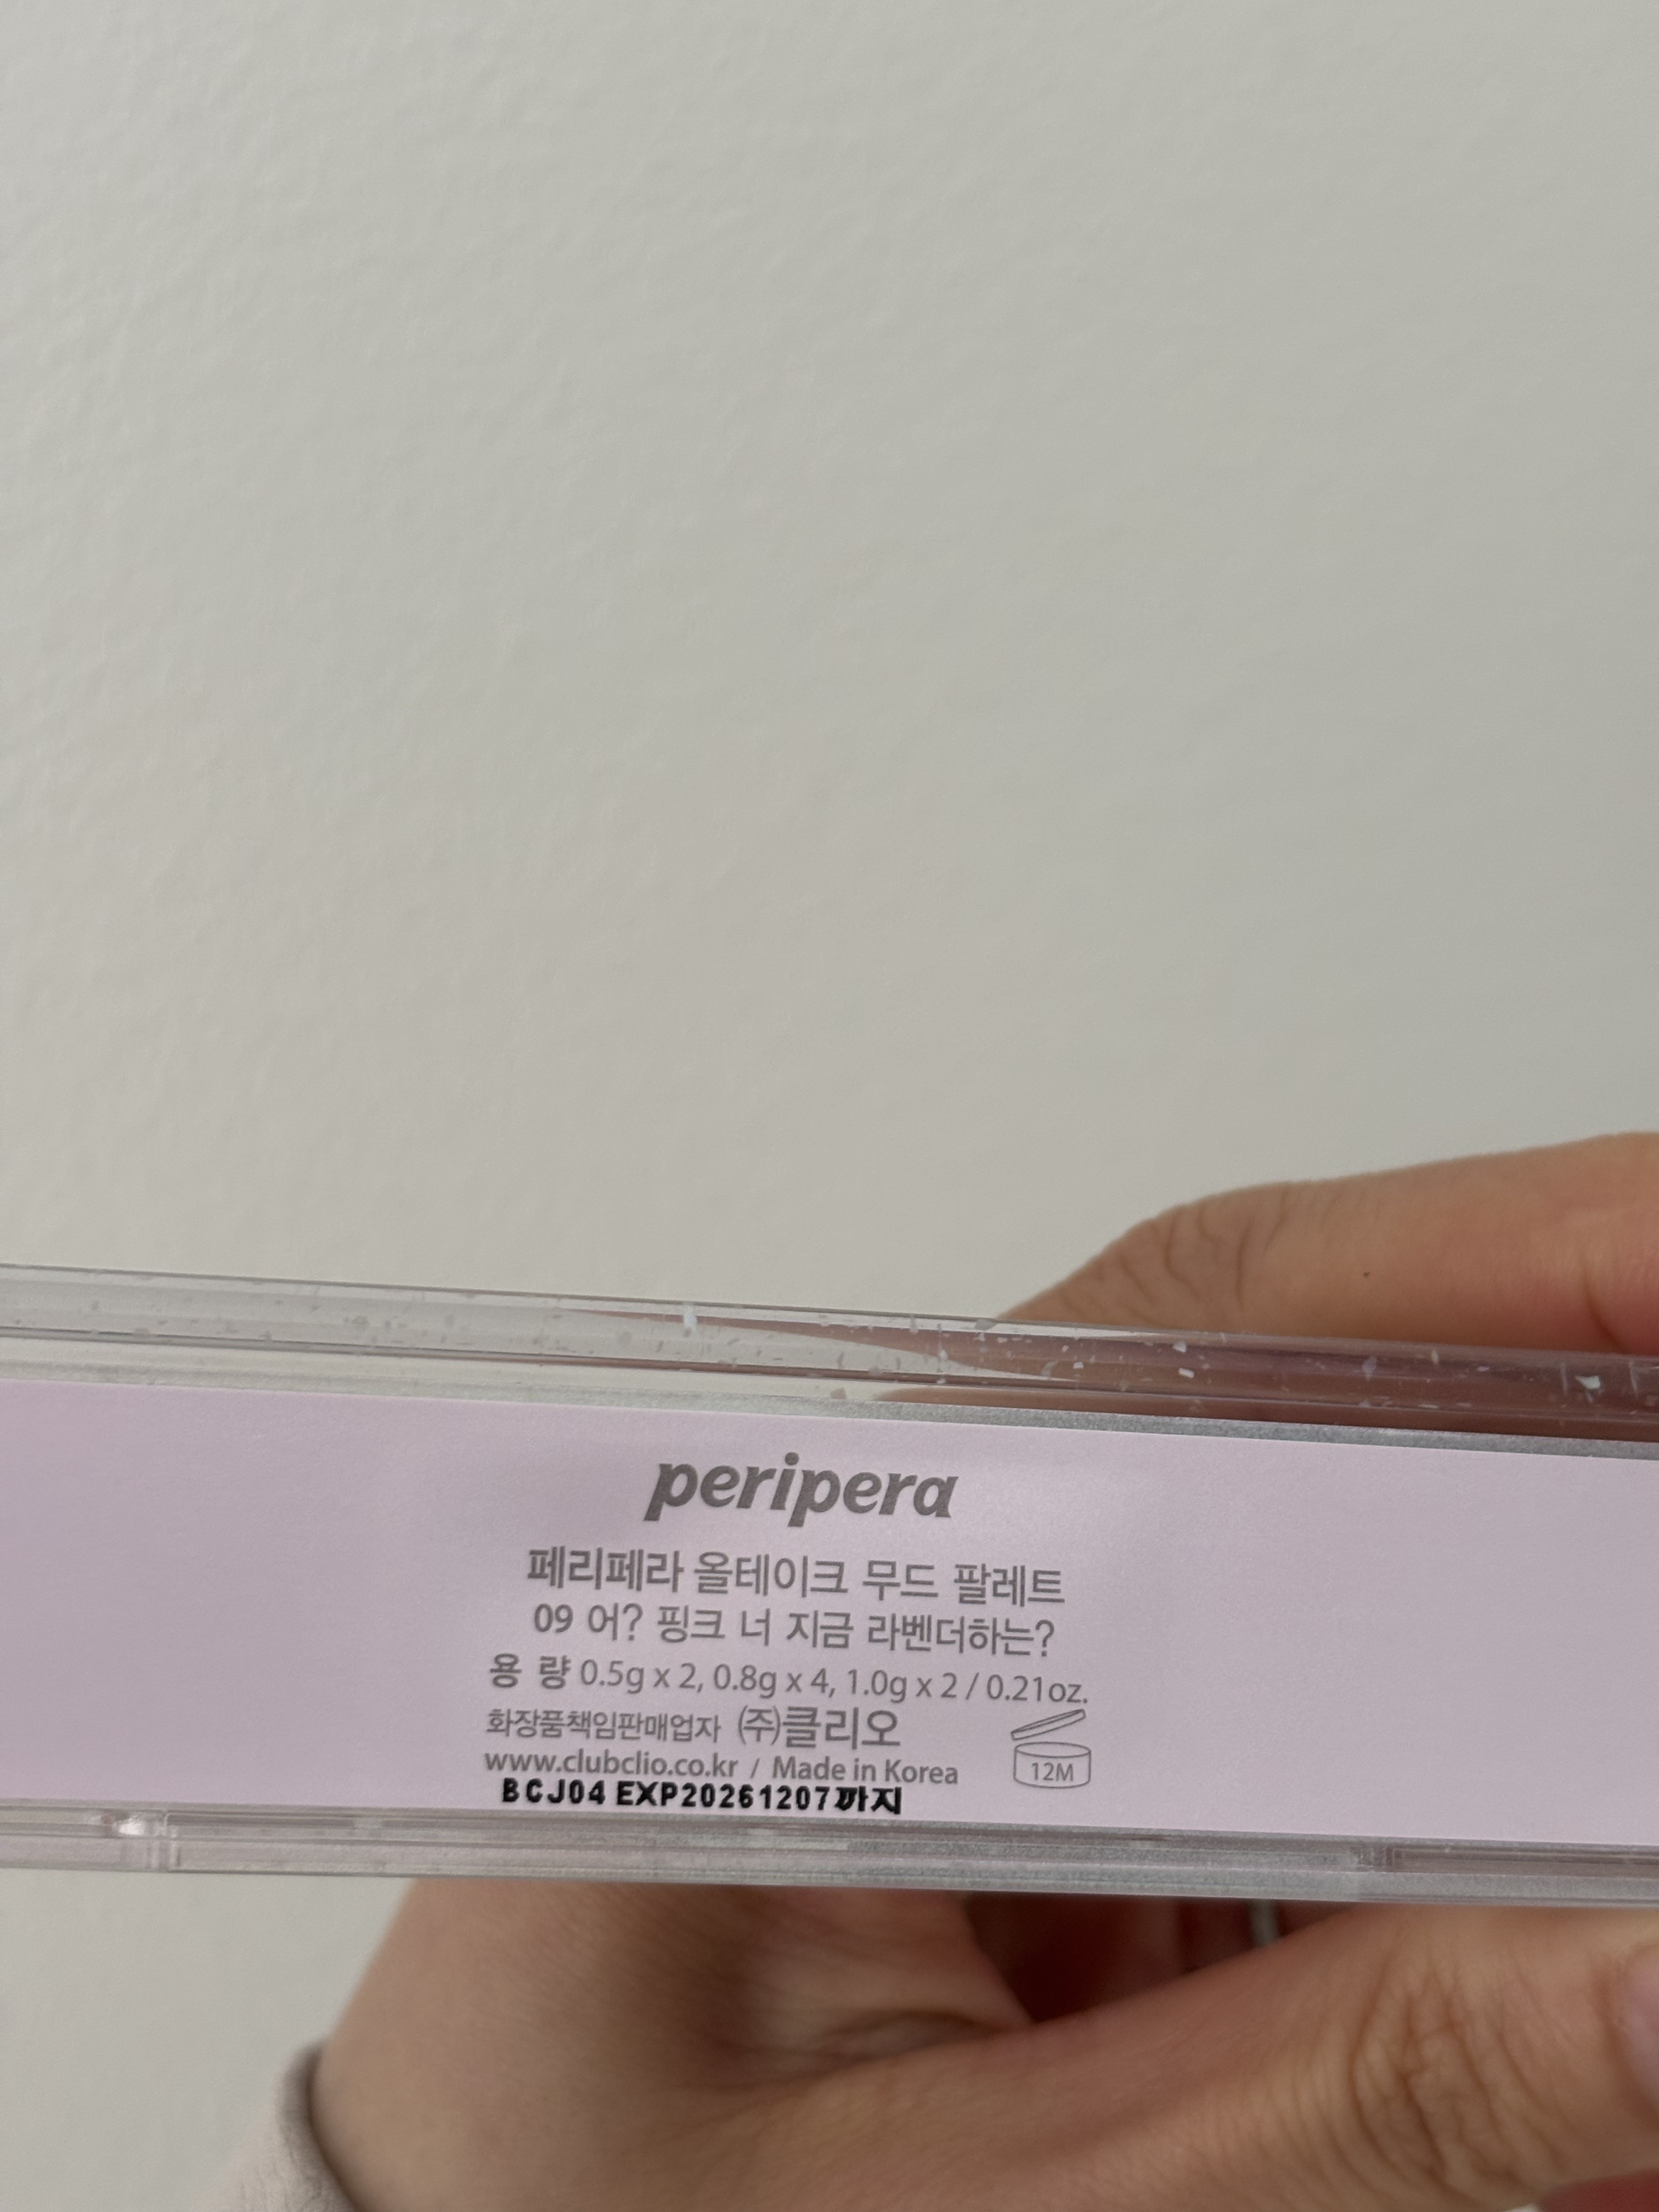 peripera
페리페라 올테이크 무드 팔레트
09 어? 핑크 너 지금 라벤더하는?
용 량 0.5g x 2, 0.8g x 4, 1.0g x 2 / 0.21oz.
화장품책임판매업자 ㈜클리오
www.clubclio.co.kr / Made in Korea
12M
BCJ04 EXP20261207까지